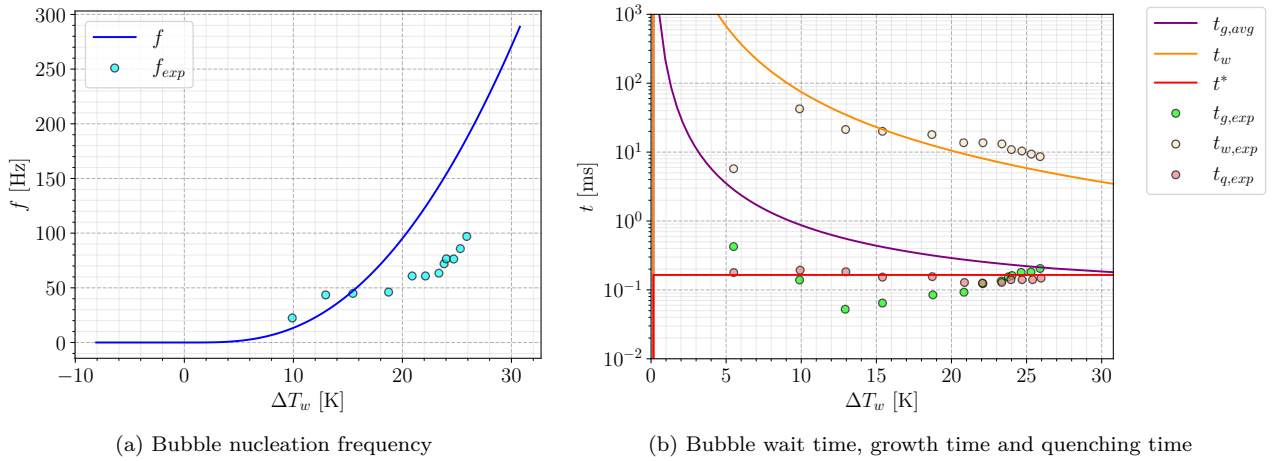 300
250
200
150
100
50
0
f [Hz]
f
f_exp
−10 0 10 20 30
ΔT_w [K]
(a) Bubble nucleation frequency
10^3
10^2
10^1
10^0
10^−1
10^−2
t [ms]
0 5 10 15 20 25 30
ΔT_w [K]
t_g,avg
t_w
t*
t_g,exp
t_w,exp
t_q,exp
(b) Bubble wait time, growth time and quenching time